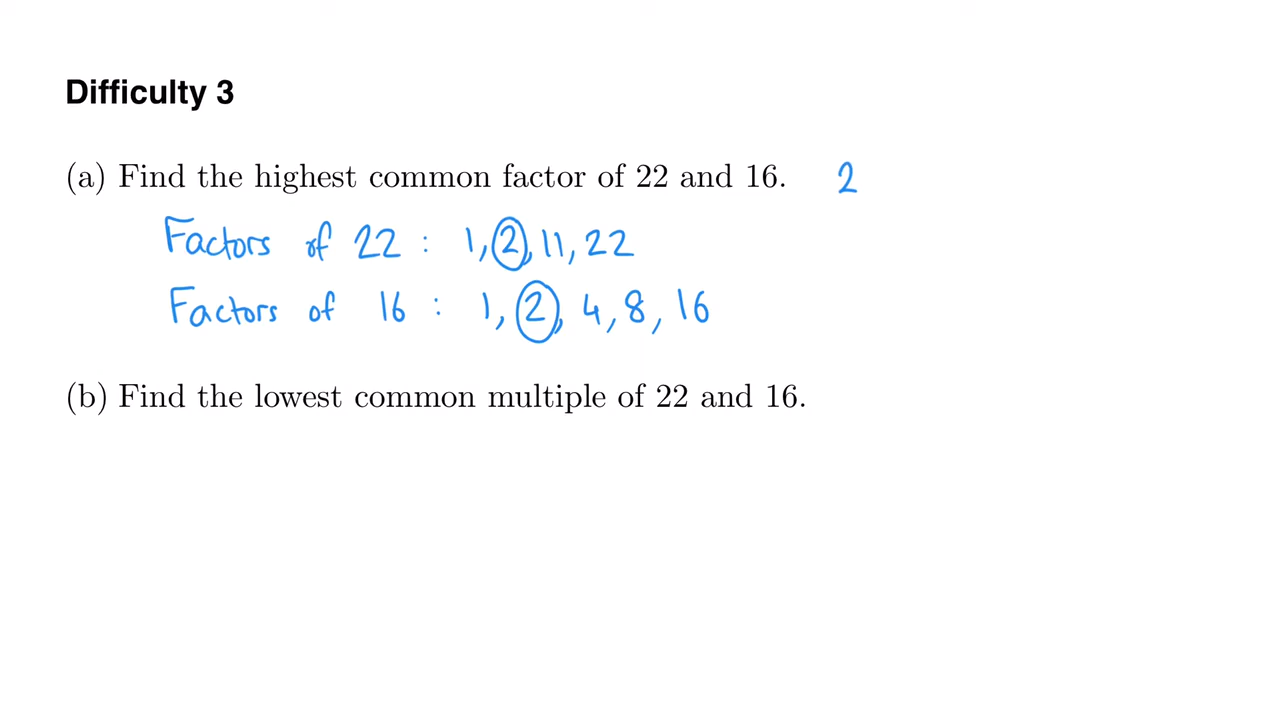 Difficulty 3
(a) Find the highest common factor of 22 and 16. 2
Factors of 22 : 1, 2, 11, 22
Factors of 16 : 1, 2, 4, 8, 16
(b) Find the lowest common multiple of 22 and 16.